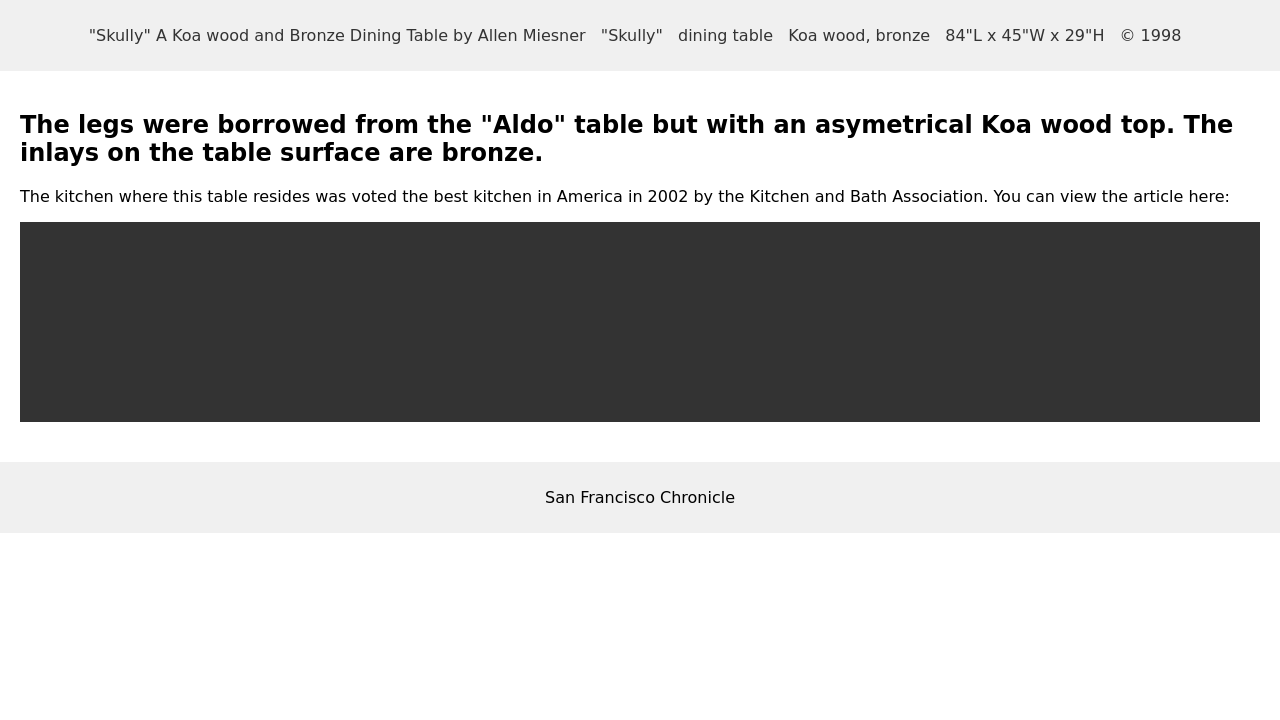 "Skully" A Koa wood and Bronze Dining Table by Allen Miesner "Skully" dining table Koa wood, bronze 84"L x 45"W x 29"H © 1998
The legs were borrowed from the "Aldo" table but with an asymetrical Koa wood top. The
inlays on the table surface are bronze.
The kitchen where this table resides was voted the best kitchen in America in 2002 by the Kitchen and Bath Association. You can view the article here:
San Francisco Chronicle